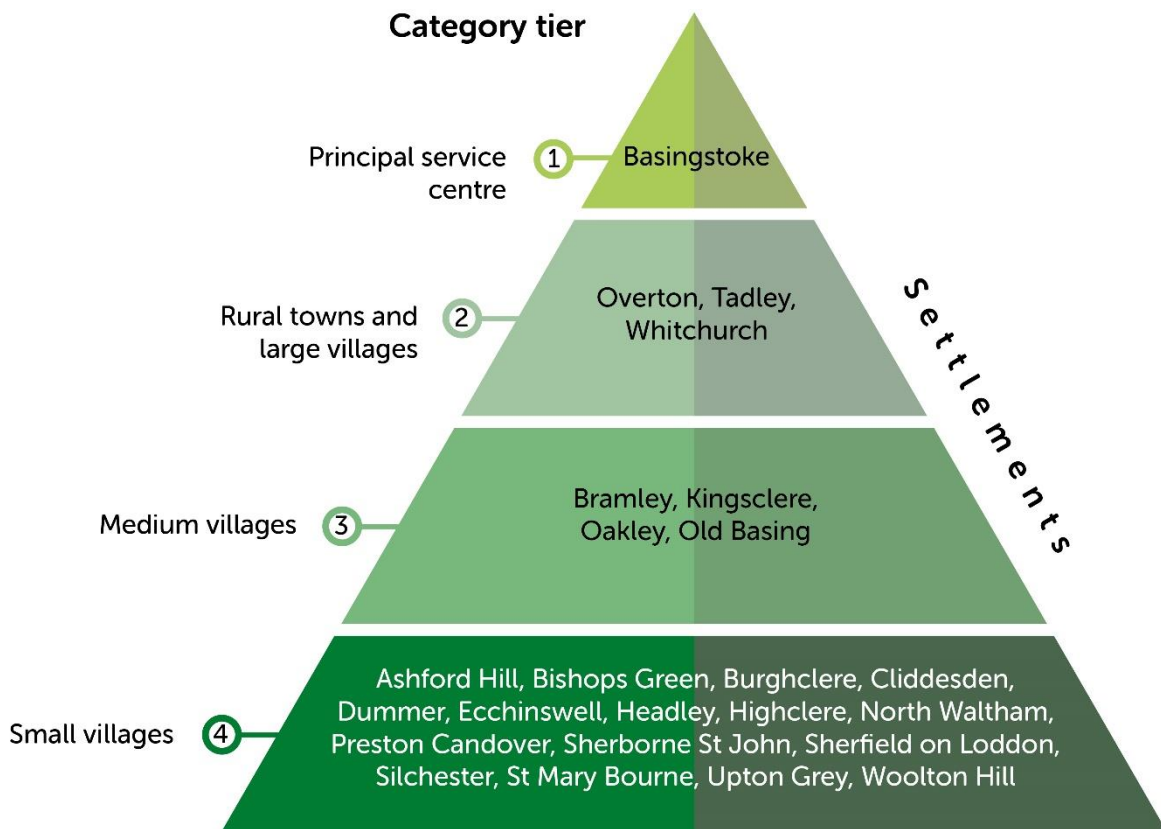 Category tier
Principal service
centre
1
Basingstoke
Rural towns and
large villages
2
Overton, Tadley,
Whitchurch
Settlements
Medium villages
3
Bramley, Kingsclere,
Oakley, Old Basing
Small villages
4
Ashford Hill, Bishops Green, Burghclere, Cliddesden,
Dummer, Ecchinswell, Headley, Highclere, North Waltham,
Preston Candover, Sherborne St John, Sherfield on Loddon,
Silchester, St Mary Bourne, Upton Grey, Woolton Hill